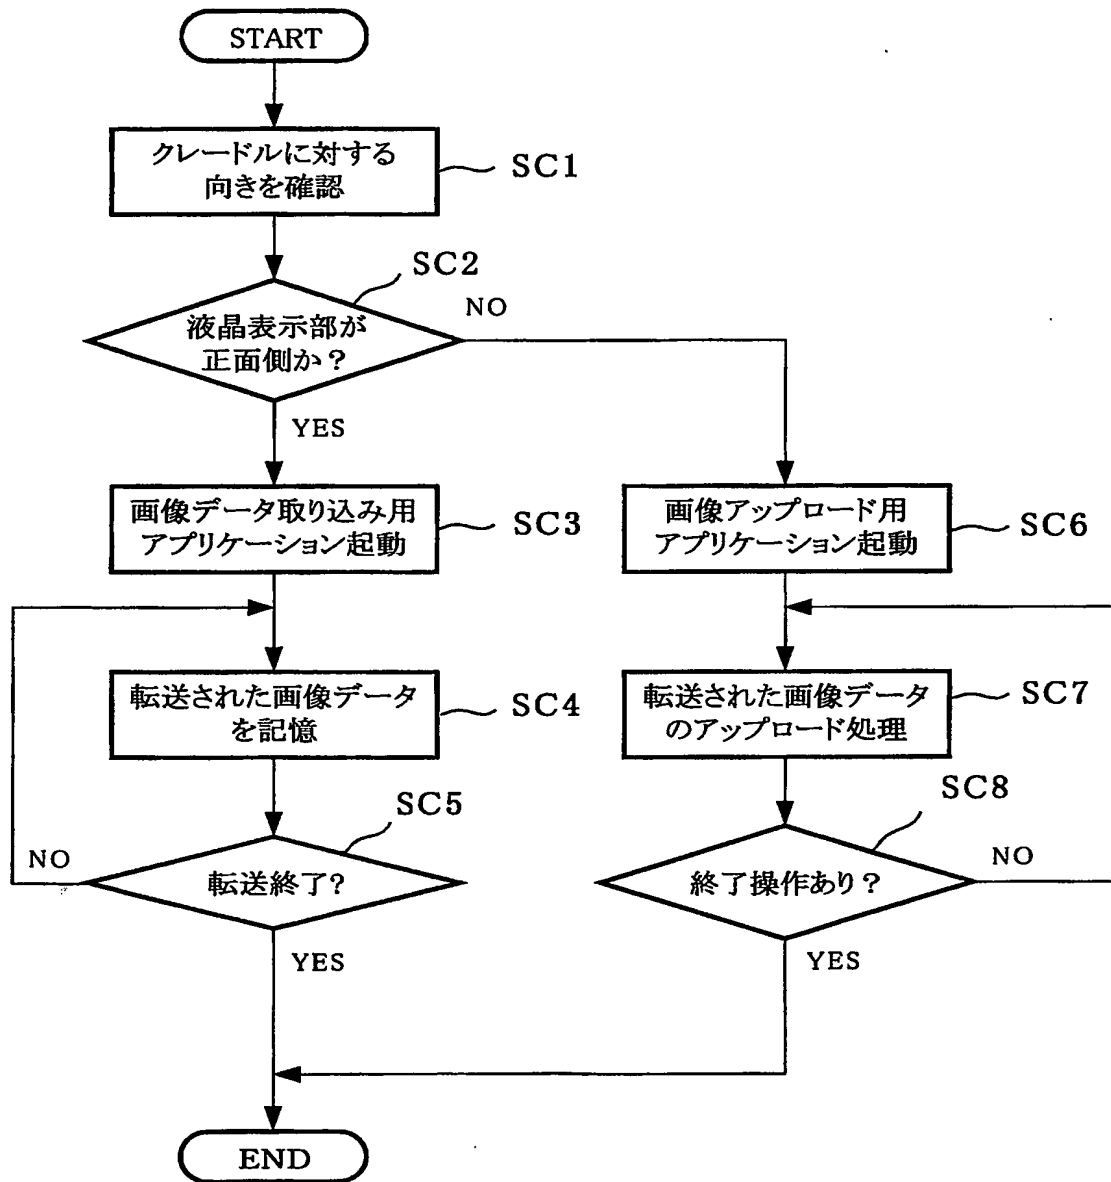 START
クレードルに対する
向きを確認
SC1
SC2
液晶表示部が
正面側か？
NO
YES
画像データ取り込み用
アプリケーション起動
SC3
画像アップロード用
アプリケーション起動
SC6
転送された画像データ
を記憶
SC4
転送された画像データ
のアップロード処理
SC7
SC5
転送終了？
NO
YES
SC8
終了操作あり？
NO
YES
END